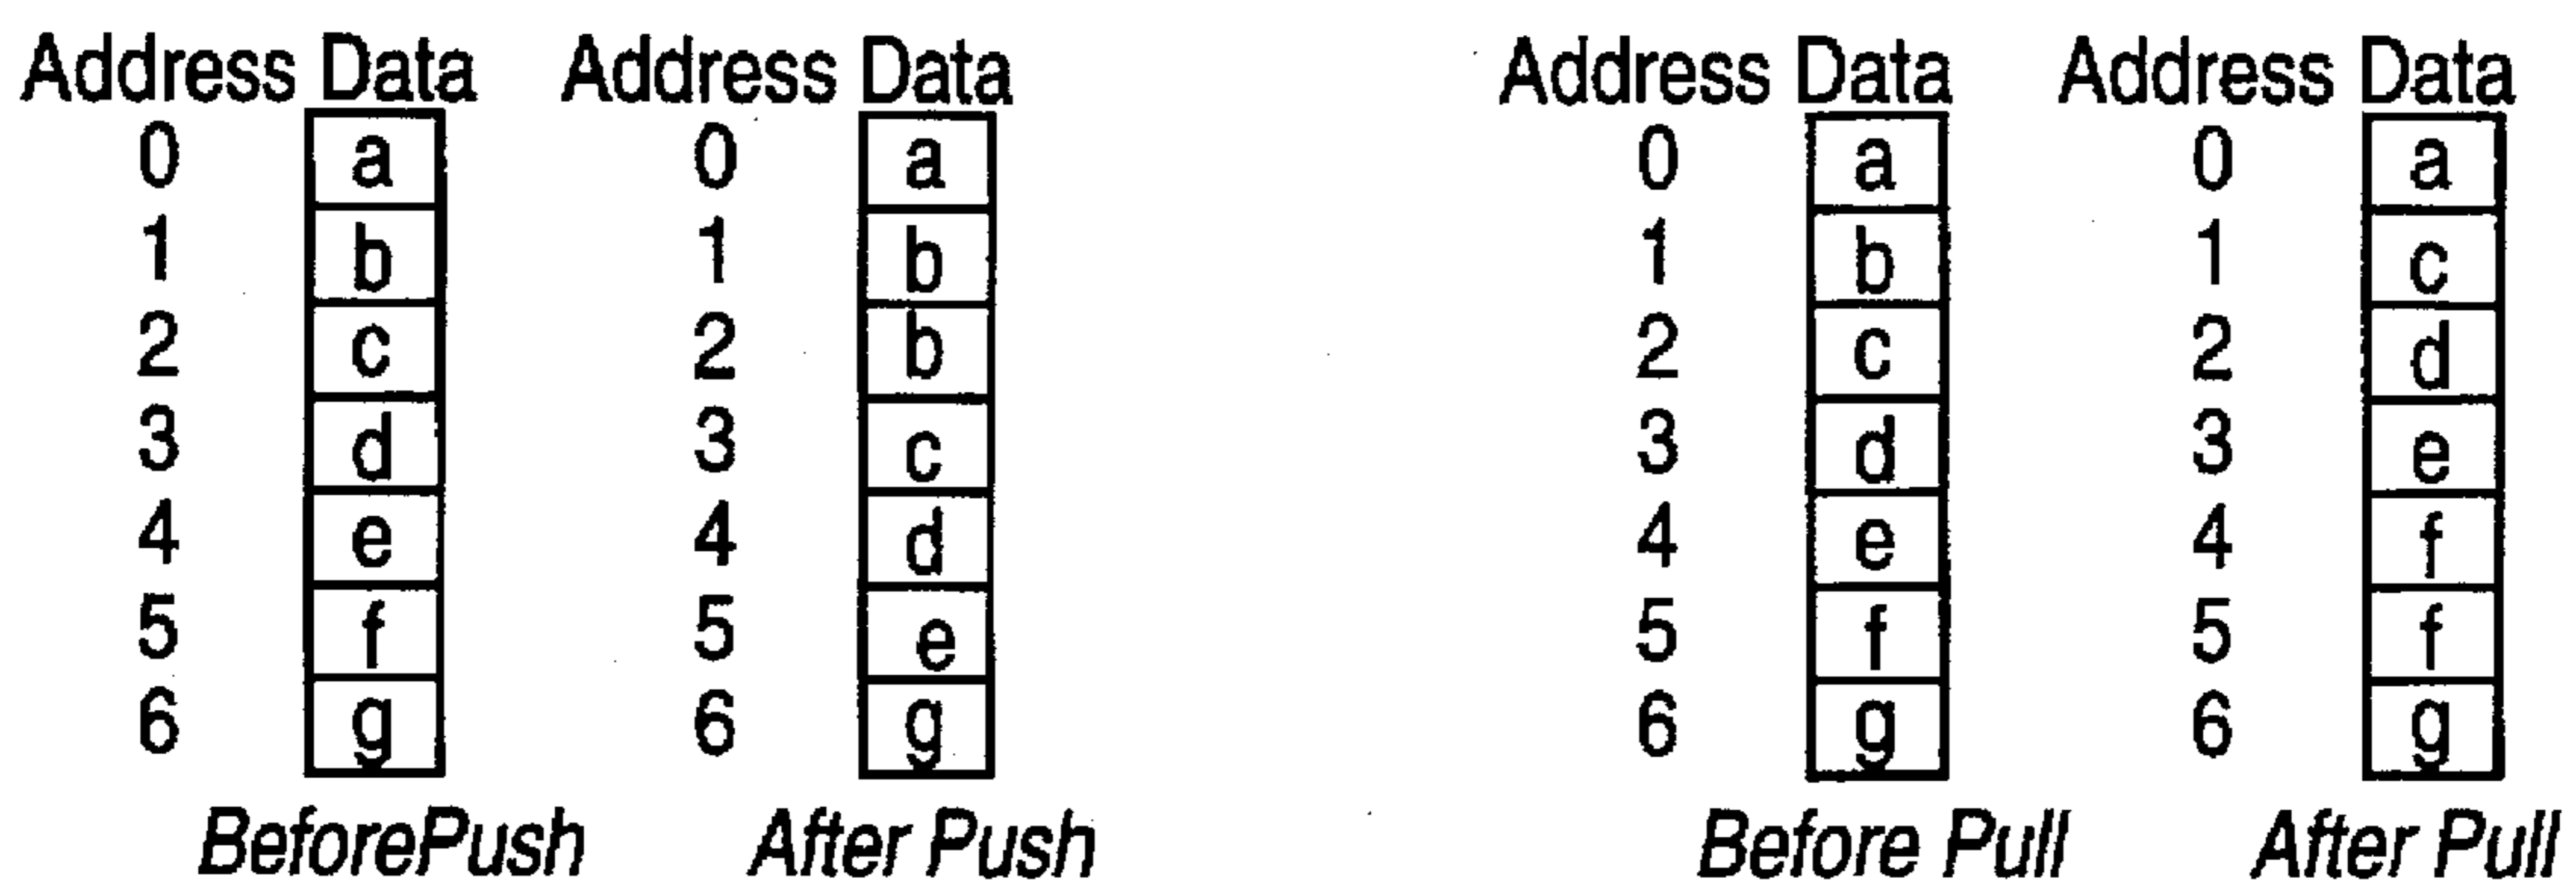 Address Data Address Data Address Data Address Data
0 a 0 a 0 a 0 a
1 b 1 b 1 b 1 c
2 c 2 b 2 c 2 d
3 d 3 c 3 d 3 e
4 e 4 d 4 e 4 f
5 f 5 e 5 f 5 f
6 g 6 g 6 g 6 g
BeforePush After Push Before Pull After Pull